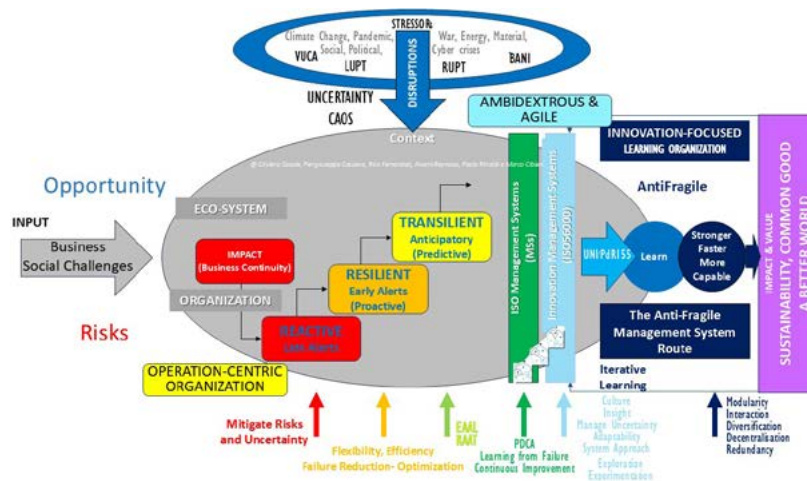 STRESSORs
Climate Change, Pandemic,
Social, Political,
War, Energy, Material,
Cyber crises
VUCA
LUPT
RUPT
BANI
DISRUPTIONS
UNCERTAINTY
CAOS
Context
AMBIDEXTROUS &
AGILE
INNOVATION-FOCUSED
LEARNING ORGANIZATION
AntiFragile
Opportunity
INPUT
Business
Social Challenges
Risks
ECO-SYSTEM
ORGANIZATION
IMPACT
(Business Continuity)
REACTIVE
Late Alerts
RESILIENT
Early Alerts
(Proactive)
TRANSILIENT
Anticipatory
(Predictive)
ISO Management Systems
(MSs)
Innovation Management Systems
(ISO56000)
Learn
Stronger
Faster
More
Capable
IMPACT & VALUE
SUSTAINABILITY, COMMON GOOD
A BETTER WORLD
The Anti-Fragile
Management System
Route
OPERATION-CENTRIC
ORGANIZATION
Mitigate Risks
and Uncertainty
Flexibility, Efficiency
Failure Reduction- Optimization
PDCA
Learning from Failure
Continuous Improvement
Iterative
Learning
Culture
Insight
Manage Uncertainty
Adaptability
System Approach
Exploration
Experimentation
Modularity
Interaction
Diversification
Decentralisation
Redundancy